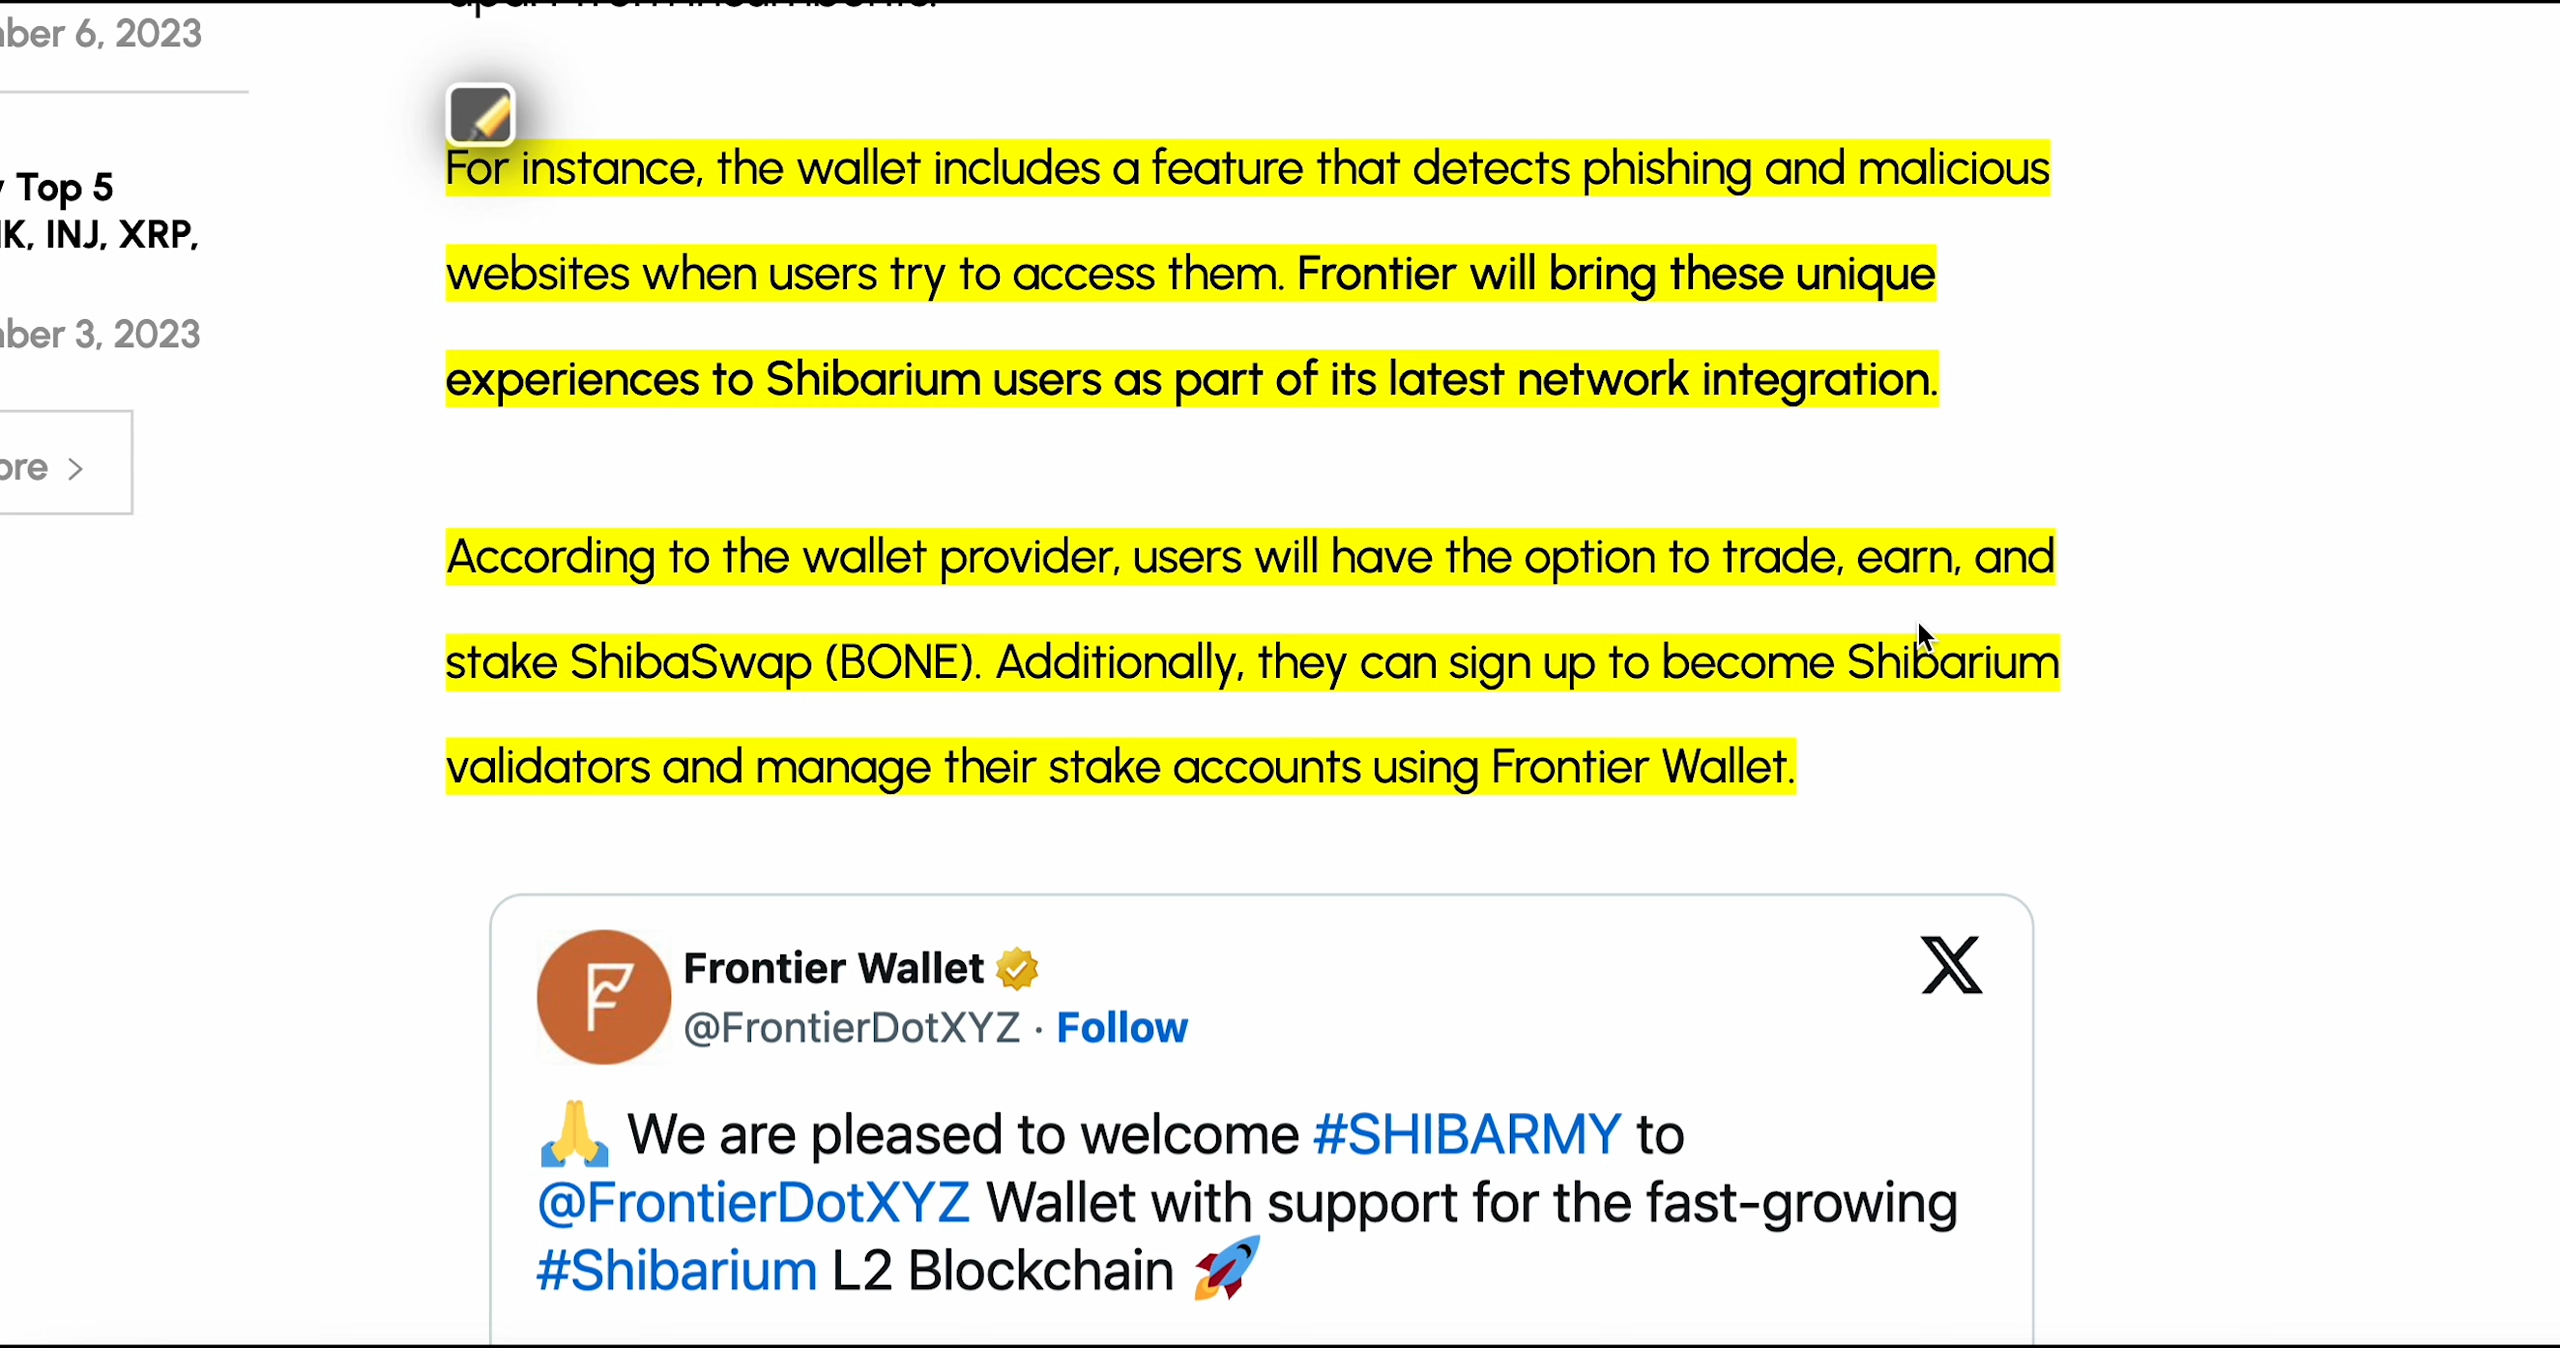 ber 6, 2023
Top 5
K, INJ, XRP,
ber 3, 2023
ore >
For instance, the wallet includes a feature that detects phishing and malicious
websites when users try to access them. Frontier will bring these unique
experiences to Shibarium users as part of its latest network integration.
According to the wallet provider, users will have the option to trade, earn, and
stake ShibaSwap (BONE). Additionally, they can sign up to become Shibarium
validators and manage their stake accounts using Frontier Wallet.
Frontier Wallet
@FrontierDotXYZ · Follow
🙏 We are pleased to welcome #SHIBARMY to
@FrontierDotXYZ Wallet with support for the fast-growing
#Shibarium L2 Blockchain 🚀